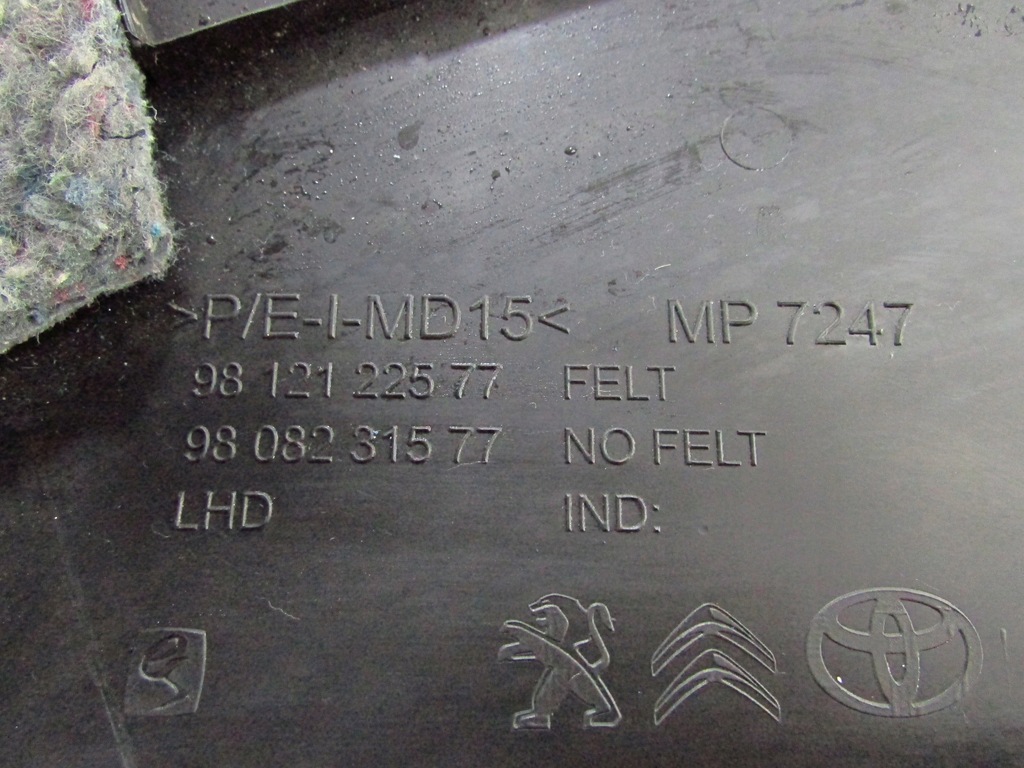 >P/E-I-MD15< MP 7247
98 121 225 77 FELT
98 082 315 77 NO FELT
LHD IND: